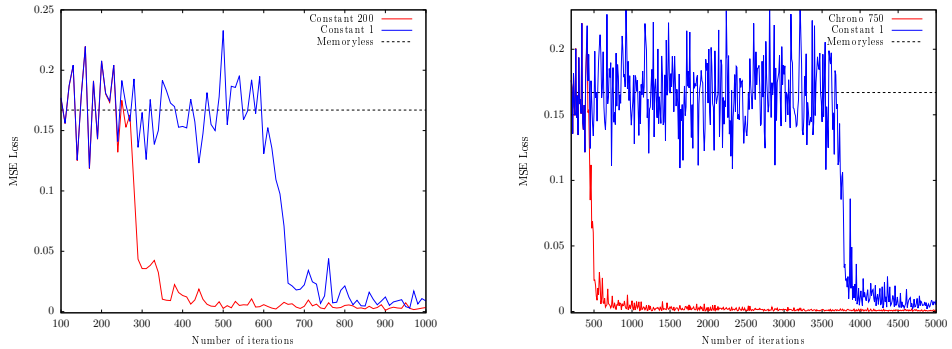 0.25
0.2
0.15
0.1
0.05
0
100 200 300 400 500 600 700 800 900 1000
MSE Loss
Number of iterations
Constant 200
Constant 1
Memoryless
0.2
0.15
0.1
0.05
0
500 1000 1500 2000 2500 3000 3500 4000 4500 5000
MSE Loss
Number of iterations
Chrono 750
Constant 1
Memoryless